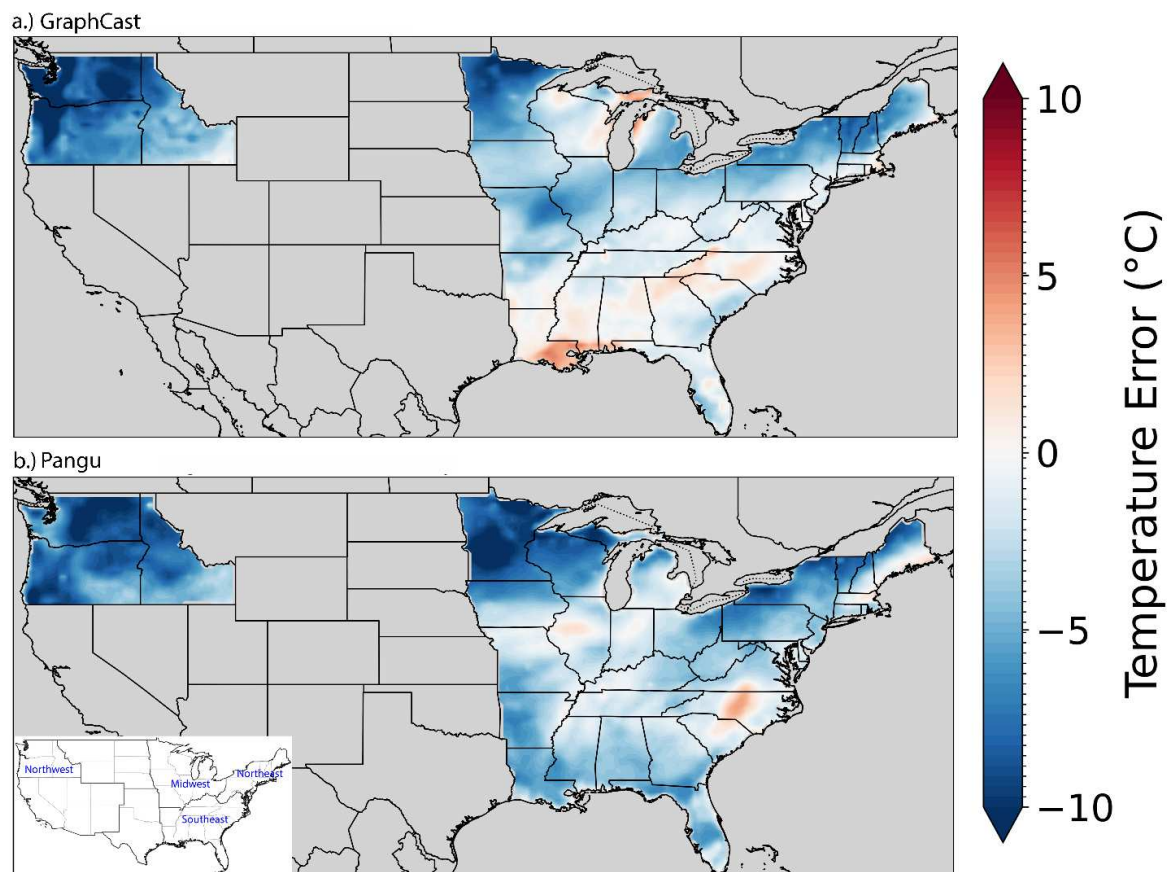 a.) GraphCast
b.) Pangu
Northwest
Midwest
Northeast
Southeast
10
5
0
−5
−10
Temperature Error (°C)